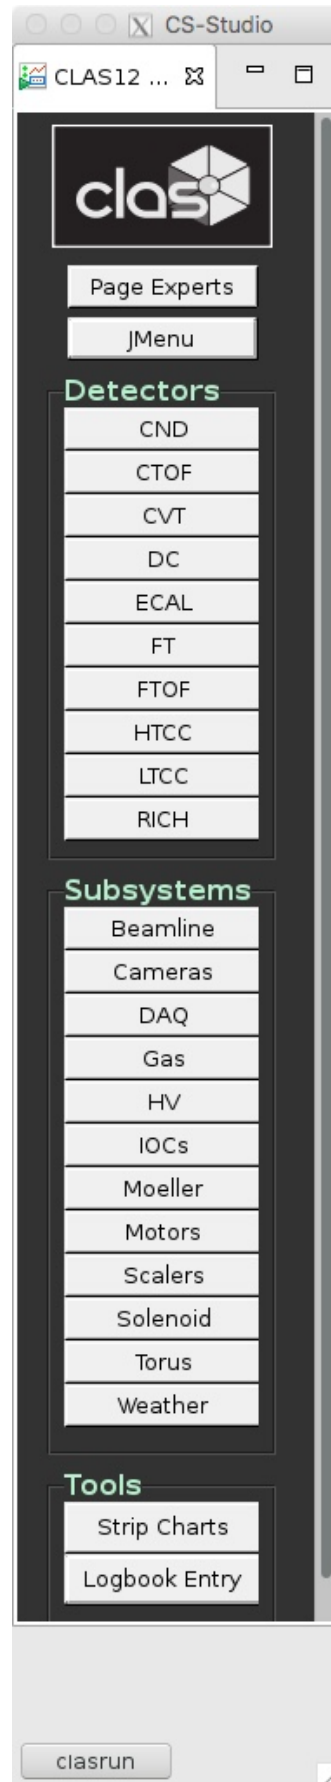 CS-Studio
CLAS12 ...
clas
Page Experts
JMenu
Detectors
CND
CTOF
CVT
DC
ECAL
FT
FTOF
HTCC
LTCC
RICH
Subsystems
Beamline
Cameras
DAQ
Gas
HV
IOCs
Moeller
Motors
Scalers
Solenoid
Torus
Weather
Tools
Strip Charts
Logbook Entry
clasrun